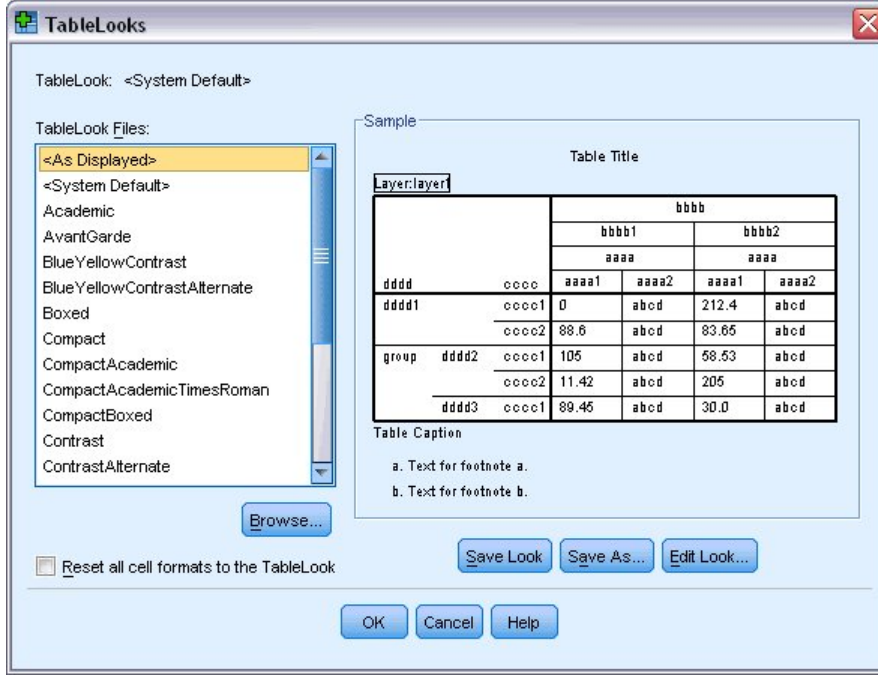 TableLooks
TableLook: <System Default>
TableLook Files:
<As Displayed>
<System Default>
Academic
AvantGarde
BlueYellowContrast
BlueYellowContrastAlternate
Boxed
Compact
CompactAcademic
CompactAcademicTimesRoman
CompactBoxed
Contrast
ContrastAlternate
Browse...
Reset all cell formats to the TableLook
Sample
Table Title
Layer:layer1
bbbb
bbbb1 bbbb2
aaaa aaaa
dddd cccc aaaa1 aaaa2 aaaa1 aaaa2
dddd1 cccc1 0 abcd 212.4 abcd
cccc2 88.6 abcd 83.65 abcd
group dddd2 cccc1 105 abcd 58.53 abcd
cccc2 11.42 abcd 205 abcd
dddd3 cccc1 89.45 abcd 30.0 abcd
Table Caption
a. Text for footnote a.
b. Text for footnote b.
Save Look Save As... Edit Look...
OK Cancel Help